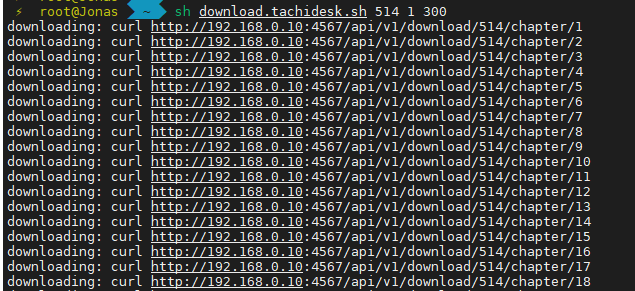 root@Jonas
⚡ root@Jonas ~ sh download.tachidesk.sh 514 1 300
downloading: curl http://192.168.0.10:4567/api/v1/download/514/chapter/1
downloading: curl http://192.168.0.10:4567/api/v1/download/514/chapter/2
downloading: curl http://192.168.0.10:4567/api/v1/download/514/chapter/3
downloading: curl http://192.168.0.10:4567/api/v1/download/514/chapter/4
downloading: curl http://192.168.0.10:4567/api/v1/download/514/chapter/5
downloading: curl http://192.168.0.10:4567/api/v1/download/514/chapter/6
downloading: curl http://192.168.0.10:4567/api/v1/download/514/chapter/7
downloading: curl http://192.168.0.10:4567/api/v1/download/514/chapter/8
downloading: curl http://192.168.0.10:4567/api/v1/download/514/chapter/9
downloading: curl http://192.168.0.10:4567/api/v1/download/514/chapter/10
downloading: curl http://192.168.0.10:4567/api/v1/download/514/chapter/11
downloading: curl http://192.168.0.10:4567/api/v1/download/514/chapter/12
downloading: curl http://192.168.0.10:4567/api/v1/download/514/chapter/13
downloading: curl http://192.168.0.10:4567/api/v1/download/514/chapter/14
downloading: curl http://192.168.0.10:4567/api/v1/download/514/chapter/15
downloading: curl http://192.168.0.10:4567/api/v1/download/514/chapter/16
downloading: curl http://192.168.0.10:4567/api/v1/download/514/chapter/17
downloading: curl http://192.168.0.10:4567/api/v1/download/514/chapter/18